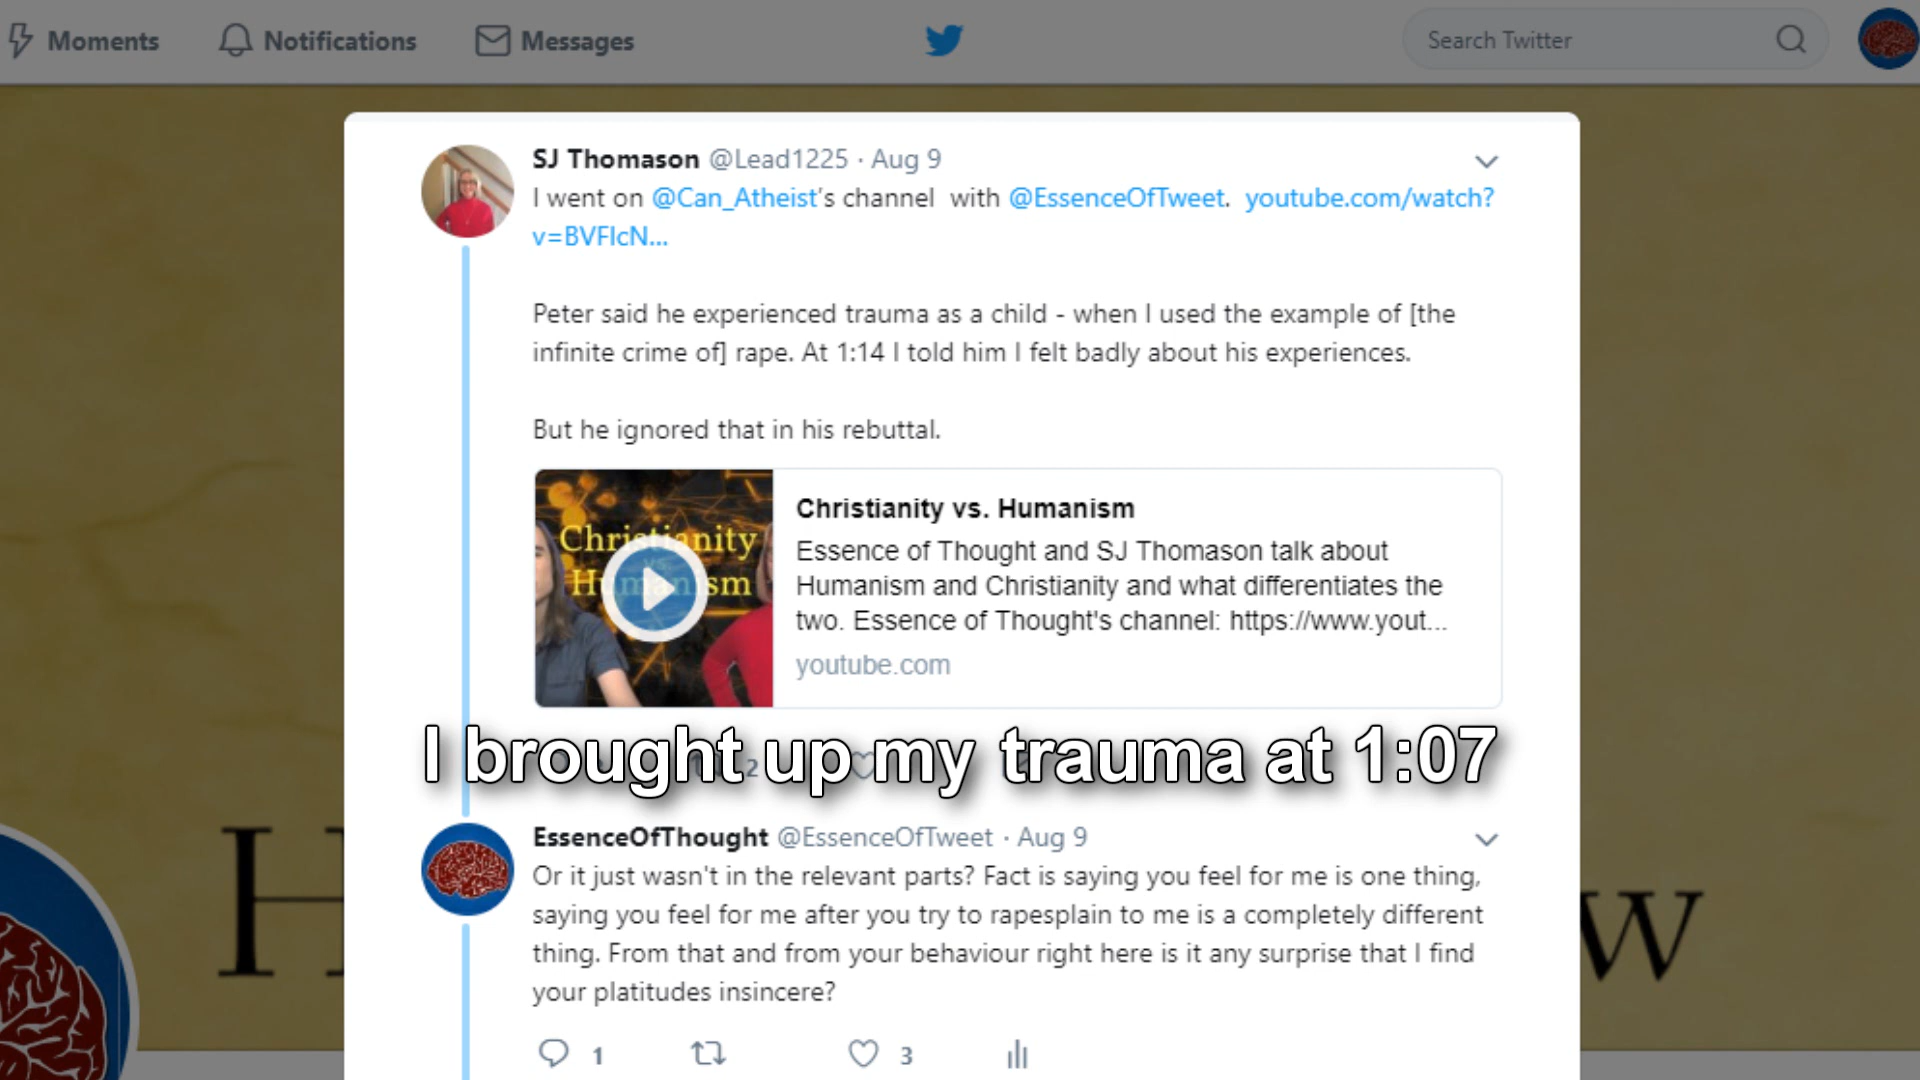 Moments Notifications Messages Search Twitter
SJ Thomason @Lead1225 · Aug 9
I went on @Can_Atheist's channel with @EssenceOfTweet. youtube.com/watch?
v=BVFIcN...
Peter said he experienced trauma as a child - when I used the example of [the
infinite crime of] rape. At 1:14 I told him I felt badly about his experiences.
But he ignored that in his rebuttal.
Christianity
vs.
Humanism
Christianity vs. Humanism
Essence of Thought and SJ Thomason talk about
Humanism and Christianity and what differentiates the
two. Essence of Thought's channel: https://www.yout...
youtube.com
I brought up my trauma at 1:07
2
EssenceOfThought @EssenceOfTweet · Aug 9
Or it just wasn't in the relevant parts? Fact is saying you feel for me is one thing,
saying you feel for me after you try to rapesplain to me is a completely different
thing. From that and from your behaviour right here is it any surprise that I find
your platitudes insincere?
1 3
H
w